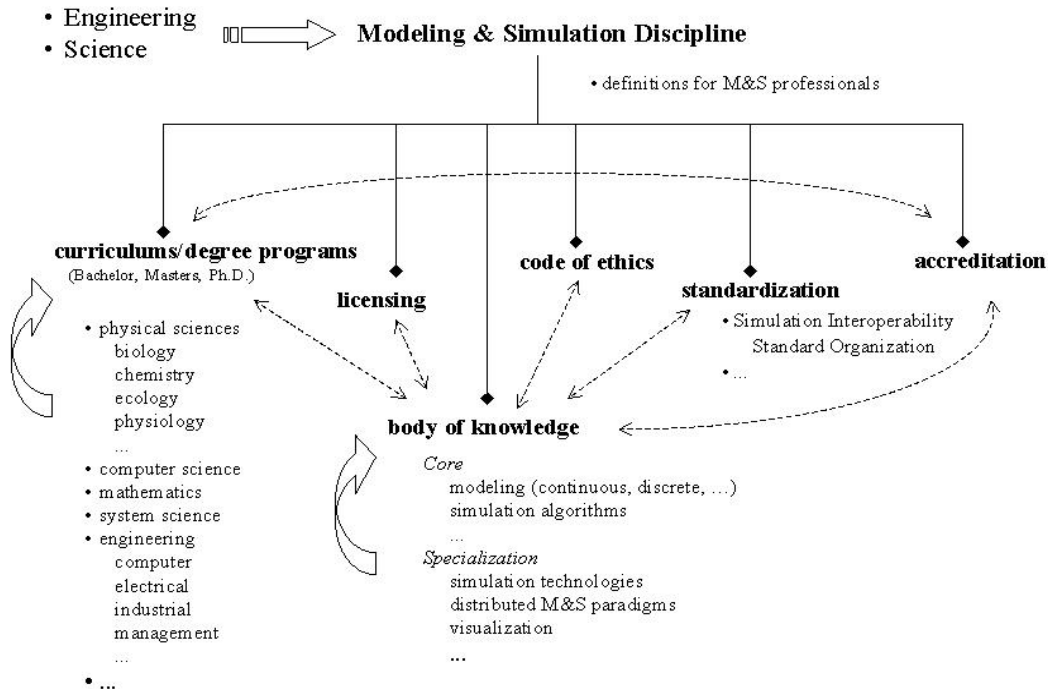 • Engineering
• Science
Modeling & Simulation Discipline
• definitions for M&S professionals
curriculums/degree programs
(Bachelor, Masters, Ph.D.)
licensing
code of ethics
standardization
accreditation
• Simulation Interoperability
Standard Organization
• ...
• physical sciences
biology
chemistry
ecology
physiology
...
• computer science
• mathematics
• system science
• engineering
computer
electrical
industrial
management
...
• ...
body of knowledge
Core
modeling (continuous, discrete, ...)
simulation algorithms
...
Specialization
simulation technologies
distributed M&S paradigms
visualization
...